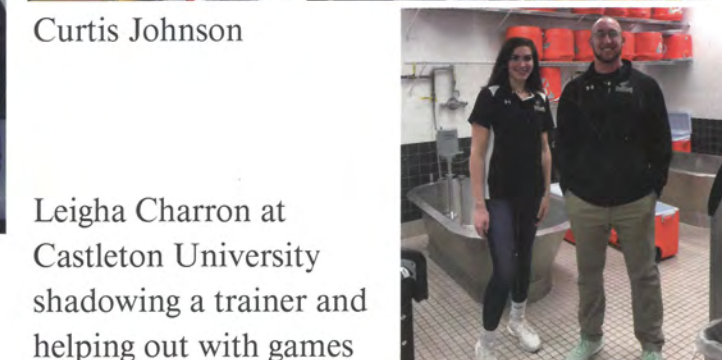 Curtis Johnson
Leigha Charron at
Castleton University
shadowing a trainer and
helping out with games